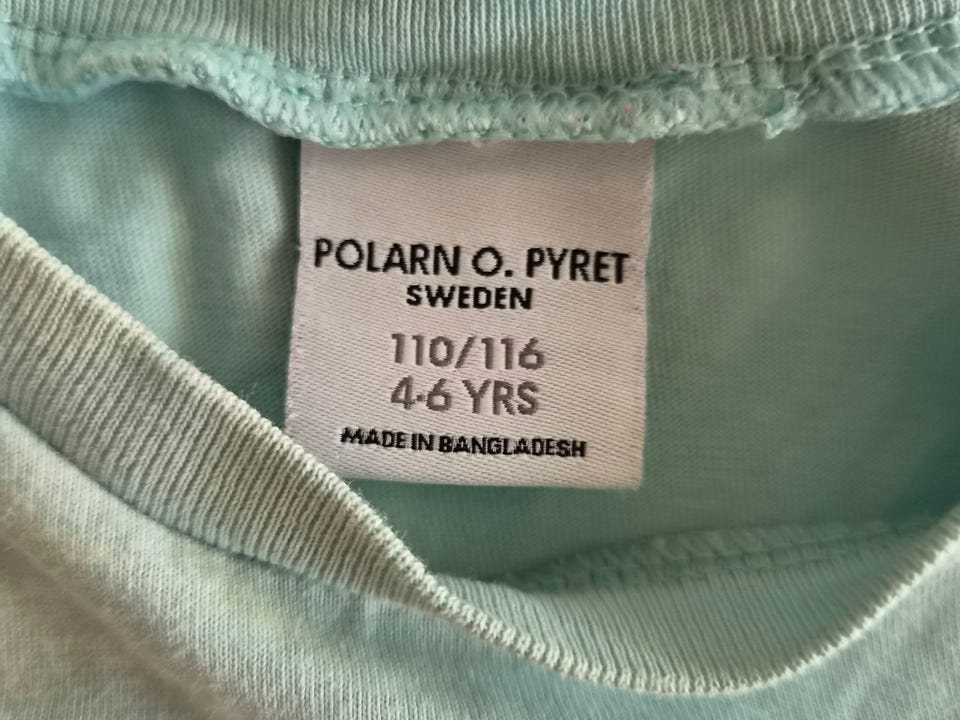 POLARN O. PYRET
SWEDEN
110/116
4-6 YRS
MADE IN BANGLADESH